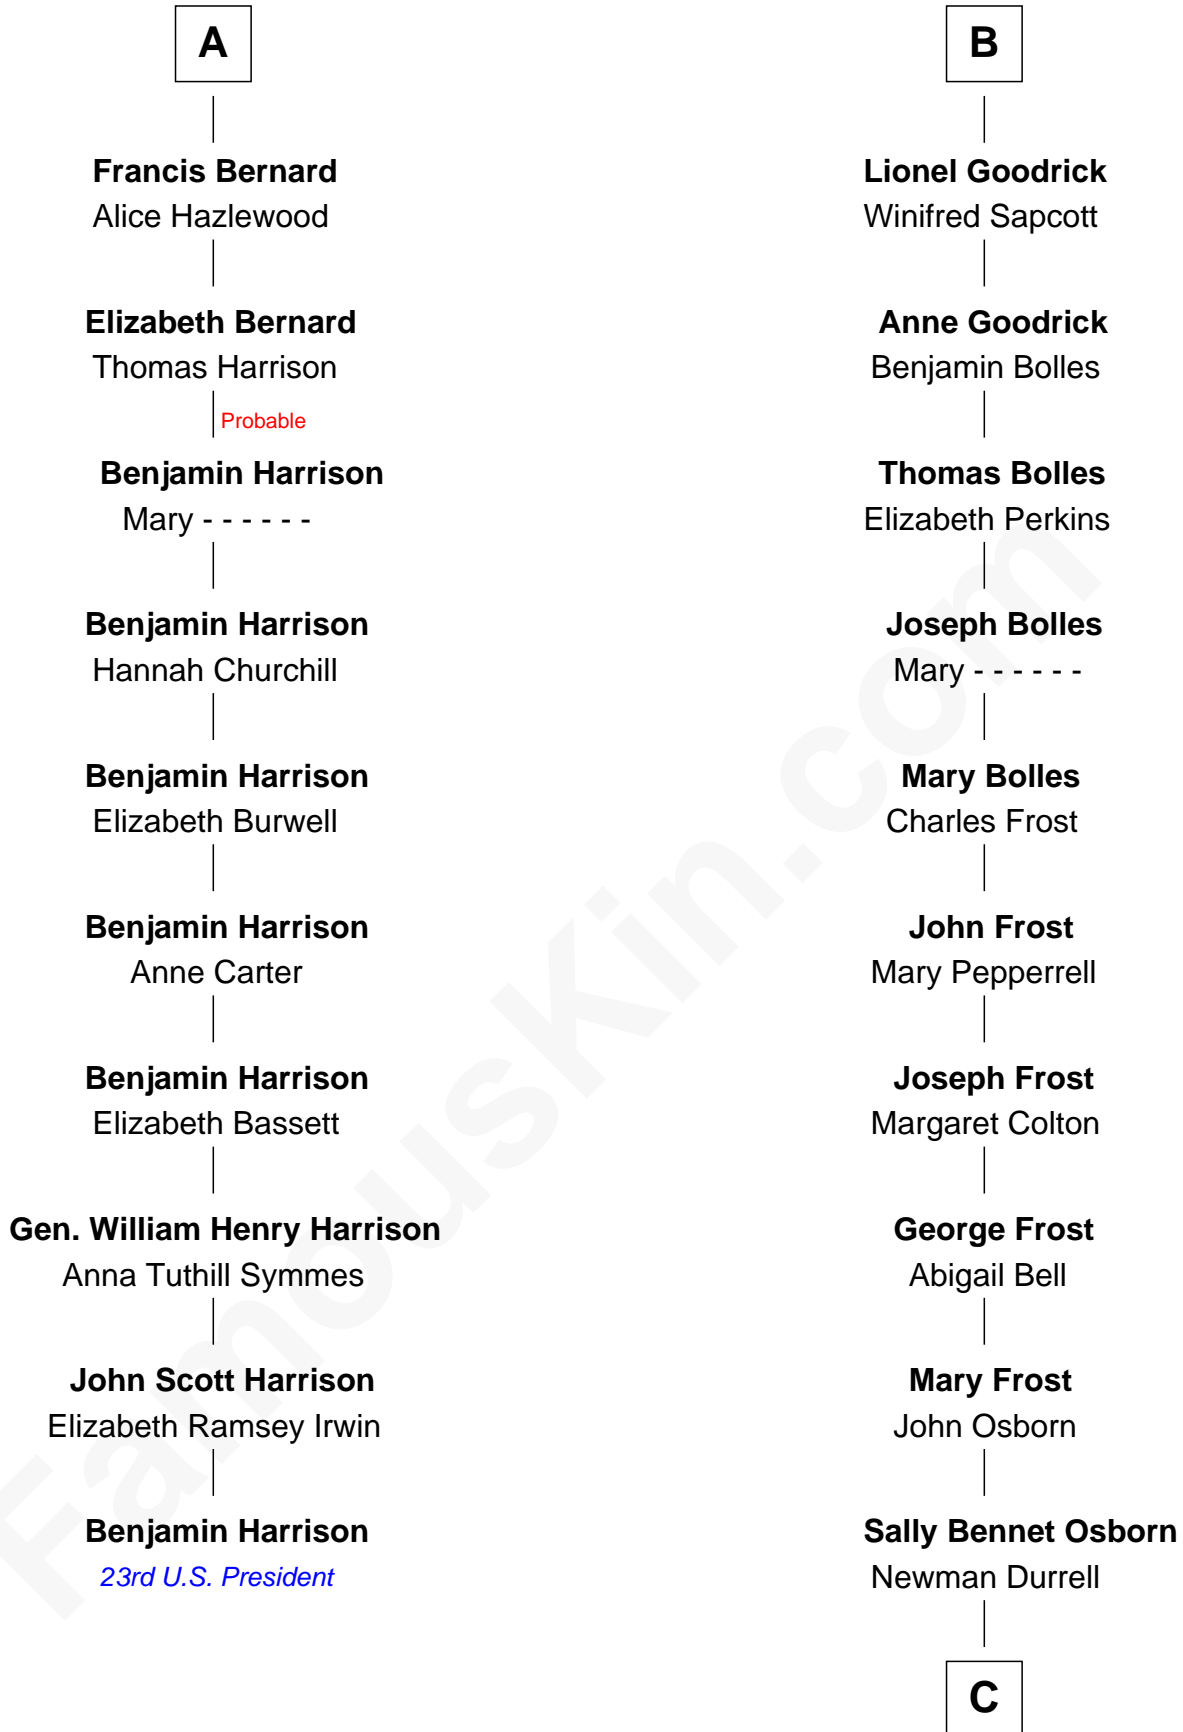 A
Francis Bernard
Alice Hazlewood
Elizabeth Bernard
Thomas Harrison
Probable
Benjamin Harrison
Mary - - - - - -
Benjamin Harrison
Hannah Churchill
Benjamin Harrison
Elizabeth Burwell
Benjamin Harrison
Anne Carter
Benjamin Harrison
Elizabeth Bassett
Gen. William Henry Harrison
Anna Tuthill Symmes
John Scott Harrison
Elizabeth Ramsey Irwin
Benjamin Harrison
23rd U.S. President
B
Lionel Goodrick
Winifred Sapcott
Anne Goodrick
Benjamin Bolles
Thomas Bolles
Elizabeth Perkins
Joseph Bolles
Mary - - - - - -
Mary Bolles
Charles Frost
John Frost
Mary Pepperrell
Joseph Frost
Margaret Colton
George Frost
Abigail Bell
Mary Frost
John Osborn
Sally Bennet Osborn
Newman Durrell
C
FamousKin.com